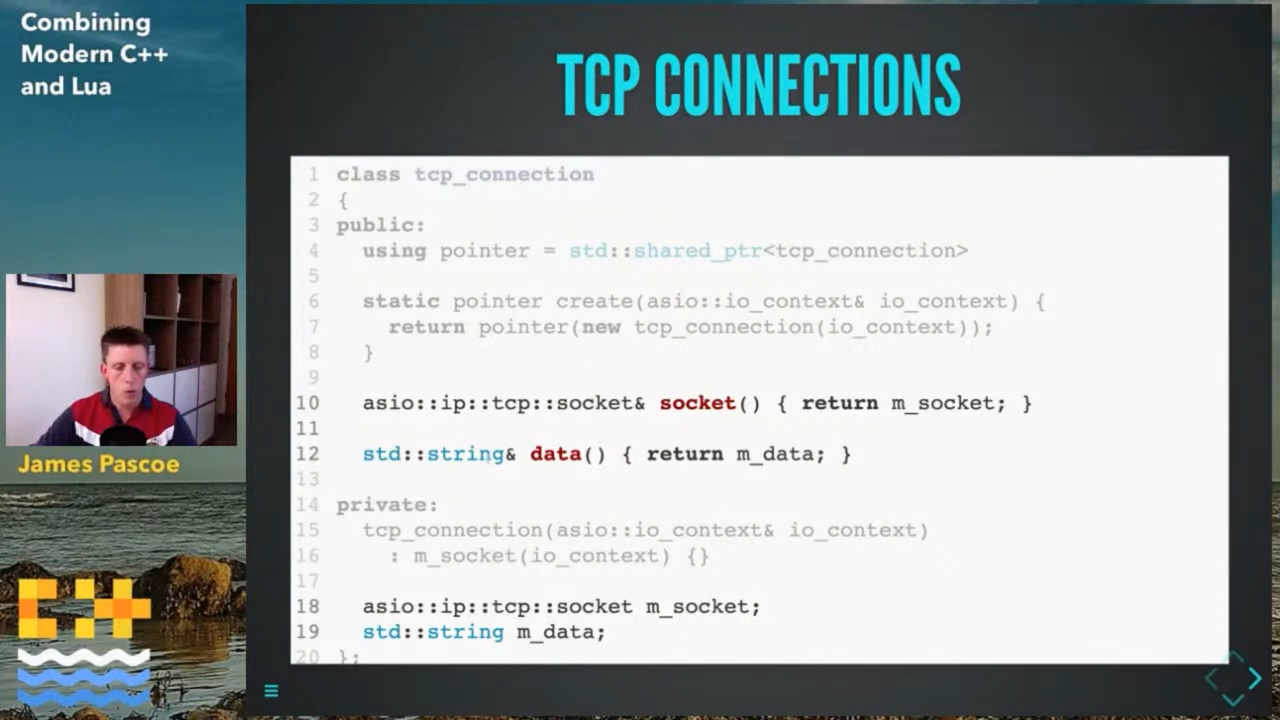 Combining
Modern C++
and Lua
James Pascoe
C++
TCP CONNECTIONS
1 class tcp_connection
2 {
3 public:
4 using pointer = std::shared_ptr<tcp_connection>
5
6 static pointer create(asio::io_context& io_context) {
7 return pointer(new tcp_connection(io_context));
8 }
9
10 asio::ip::tcp::socket& socket() { return m_socket; }
11
12 std::string& data() { return m_data; }
13
14 private:
15 tcp_connection(asio::io_context& io_context)
16 : m_socket(io_context) {}
17
18 asio::ip::tcp::socket m_socket;
19 std::string m_data;
20 };